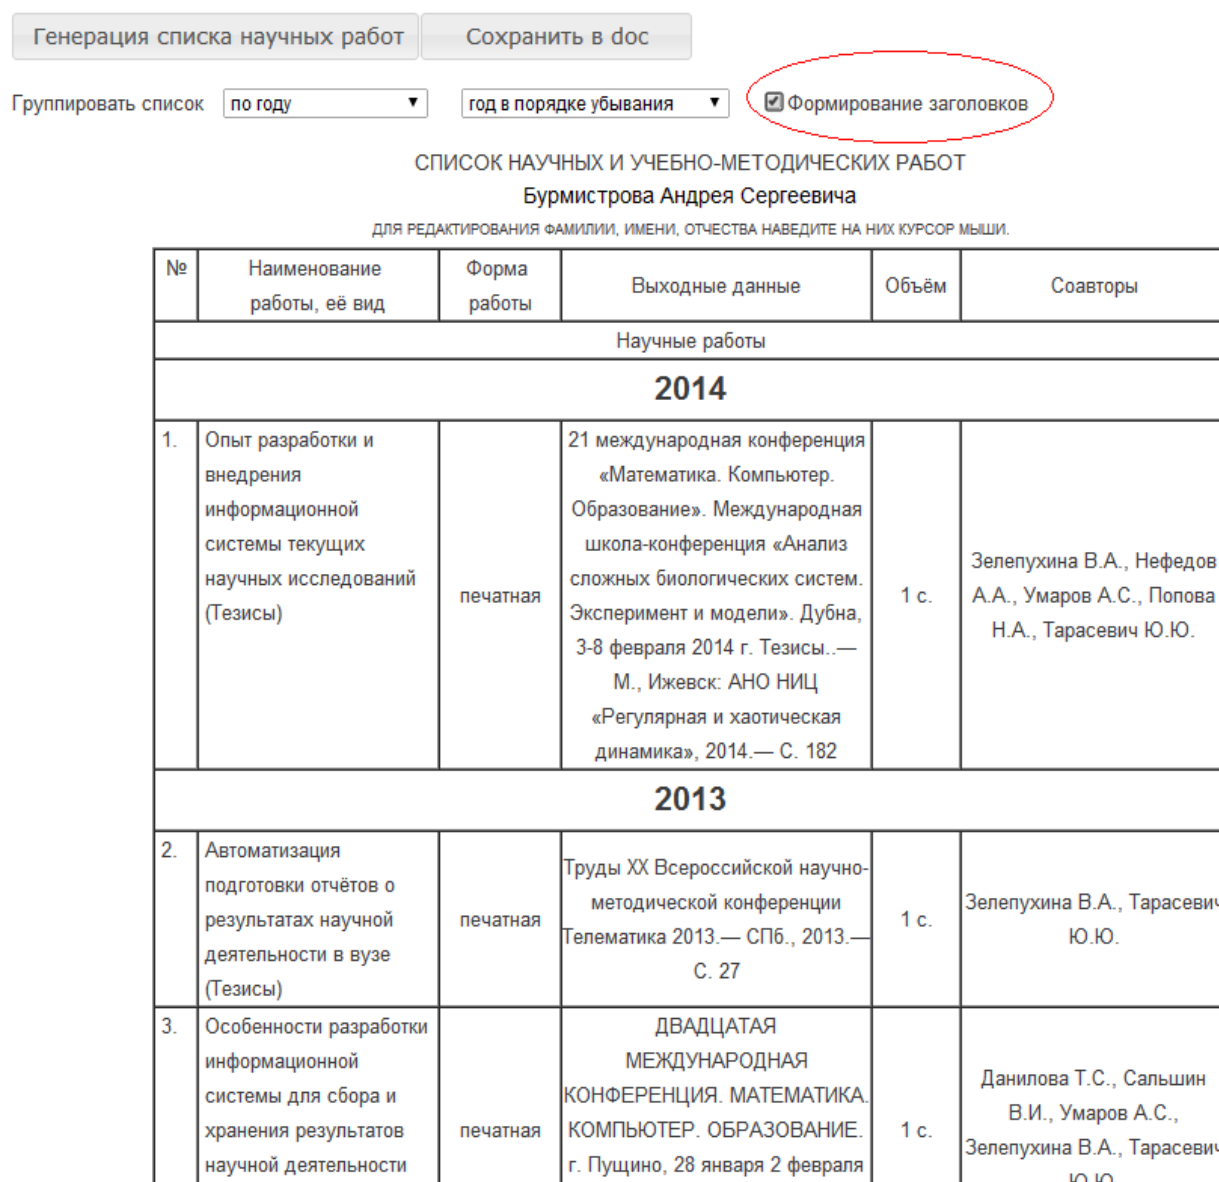 Генерация списка научных работ
Сохранить в doc
Группировать список по году год в порядке убывания Формирование заголовков
СПИСОК НАУЧНЫХ И УЧЕБНО-МЕТОДИЧЕСКИХ РАБОТ
Бурмистрова Андрея Сергеевича
ДЛЯ РЕДАКТИРОВАНИЯ ФАМИЛИИ, ИМЕНИ, ОТЧЕСТВА НАВЕДИТЕ НА НИХ КУРСОР МЫШИ.
№
Наименование
работы, её вид
Форма
работы
Выходные данные
Объём
Соавторы
Научные работы
2014
1.
Опыт разработки и
внедрения
информационной
системы текущих
научных исследований
(Тезисы)
печатная
21 международная конференция
«Математика. Компьютер.
Образование». Международная
школа-конференция «Анализ
сложных биологических систем.
Эксперимент и модели». Дубна,
3-8 февраля 2014 г. Тезисы..—
М., Ижевск: АНО НИЦ
«Регулярная и хаотическая
динамика», 2014.— С. 182
1 с.
Зелепухина В.А., Нефедов
А.А., Умаров А.С., Попова
Н.А., Тарасевич Ю.Ю.
2013
2.
Автоматизация
подготовки отчётов о
результатах научной
деятельности в вузе
(Тезисы)
печатная
Труды XX Всероссийской научно-
методической конференции
Телематика 2013.— СПб., 2013.—
С. 27
1 с.
Зелепухина В.А., Тарасевич
Ю.Ю.
3.
Особенности разработки
информационной
системы для сбора и
хранения результатов
научной деятельности
печатная
ДВАДЦАТАЯ
МЕЖДУНАРОДНАЯ
КОНФЕРЕНЦИЯ. МАТЕМАТИКА.
КОМПЬЮТЕР. ОБРАЗОВАНИЕ.
г. Пущино, 28 января 2 февраля
1 с.
Данилова Т.С., Сальшин
В.И., Умаров А.С.,
Зелепухина В.А., Тарасевич
Ю.Ю.